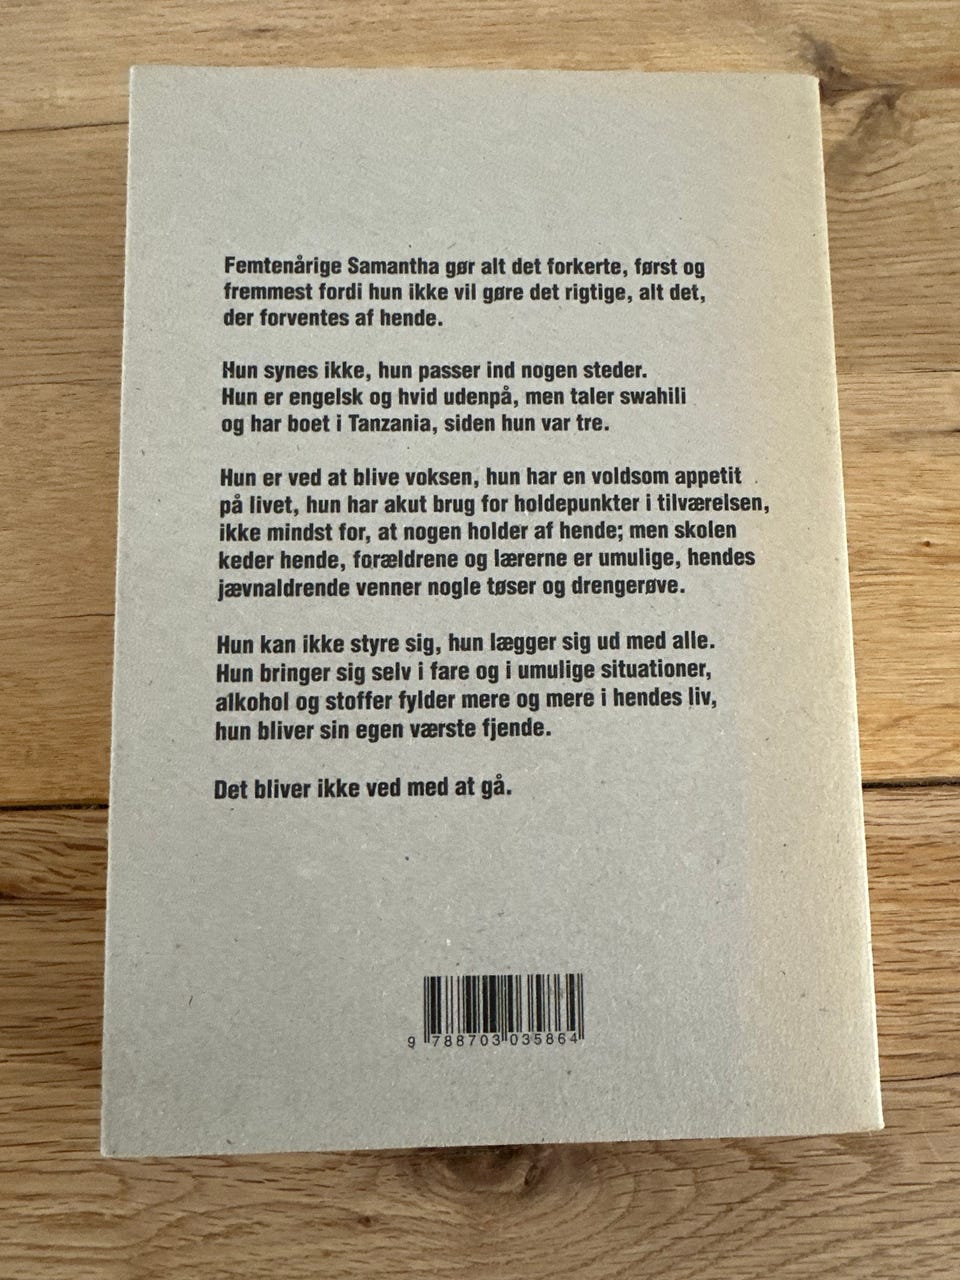 Femtenårige Samantha gør alt det forkerte, først og
fremmest fordi hun ikke vil gøre det rigtige, alt det,
der forventes af hende.
Hun synes ikke, hun passer ind nogen steder.
Hun er engelsk og hvid udenpå, men taler swahili
og har boet i Tanzania, siden hun var tre.
Hun er ved at blive voksen, hun har en voldsom appetit
på livet, hun har akut brug for holdepunkter i tilværelsen,
ikke mindst for, at nogen holder af hende; men skolen
keder hende, forældrene og lærerne er umulige, hendes
jævnaldrende venner nogle tøser og drengerøve.
Hun kan ikke styre sig, hun lægger sig ud med alle.
Hun bringer sig selv i fare og i umulige situationer,
alkohol og stoffer fylder mere og mere i hendes liv,
hun bliver sin egen værste fjende.
Det bliver ikke ved med at gå.
9 788703 035864